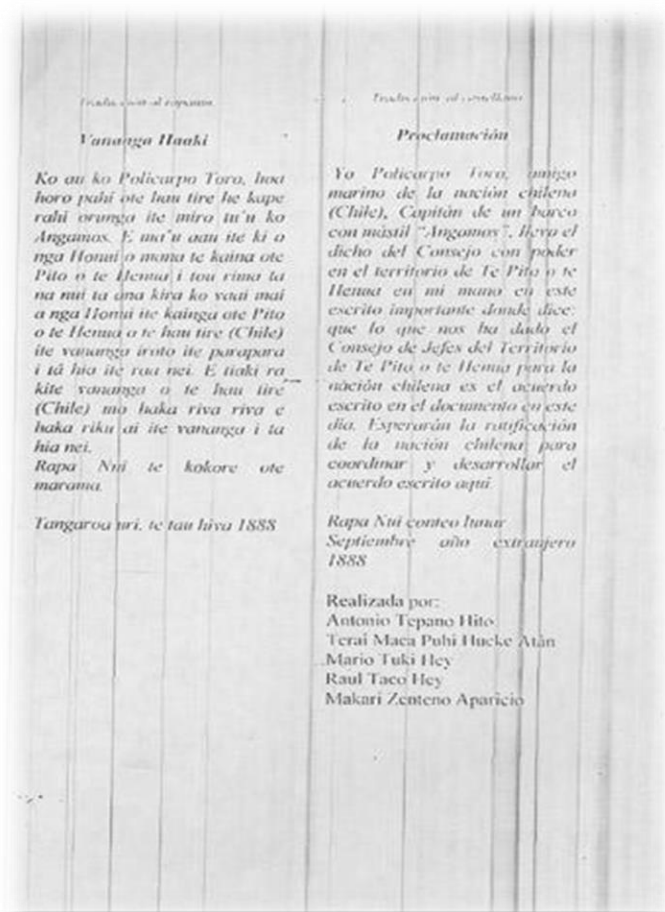 Vananga Haaki
Ko au ko Policarpo Toro, hoa
horo pahi ote hau tire he kape
rahi orunga ite miro tu'u ko
Angamos. E ma'u aau ite ki o
nga Honui o mana te kaina ote
Pito o te Henua i tou rima ta
na nui ta ana kira ko vaai mai
a nga Honui ite kainga ote Pito
o te Henua o te hau tire (Chile)
ite vananga iroto ite parapara
i tá hia ite raa nei. E tiaki ra
kite vananga o te hau tire
(Chile) mo haka riva riva e
haka riku ai ite vananga i ta
hia nei.
Rapa Nui te kokore ote
marama.
Tangaroa uri, te tau hiva 1888
Traducción al castellano
Proclamación
Yo Policarpo Toro, amigo
marino de la nación chilena
(Chile), Capitán de un barco
con mástil "Angamos", llevo el
dicho del Consejo con poder
en el territorio de Te Pito o te
Henua en mi mano en este
escrito importante donde dice:
que lo que nos ha dado el
Consejo de Jefes del Territorio
de Te Pito o te Henua para la
nación chilena es el acuerdo
escrito en el documento en este
día. Esperarán la ratificación
de la nación chilena para
coordinar y desarrollar el
acuerdo escrito aquí.
Rapa Nui conteo lunar
Septiembre año extranjero
1888
Realizada por:
Antonio Tepano Hito
Terai Maea Puhi Hucke Atán
Mario Tuki Hey
Raul Taco Hey
Makari Zenteno Aparicio